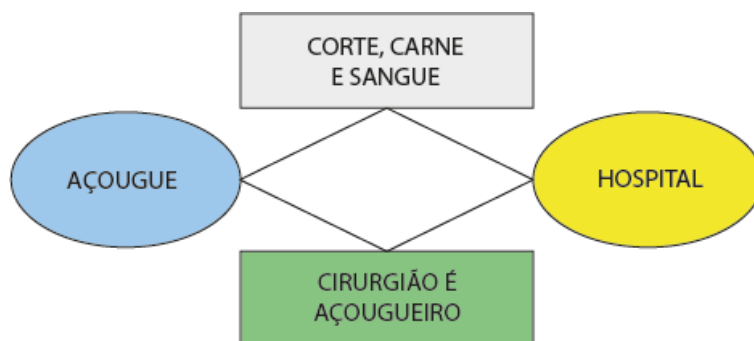 CORTE, CARNE
E SANGUE
AÇOUGUE
HOSPITAL
CIRURGIÃO É
AÇOUGUEIRO